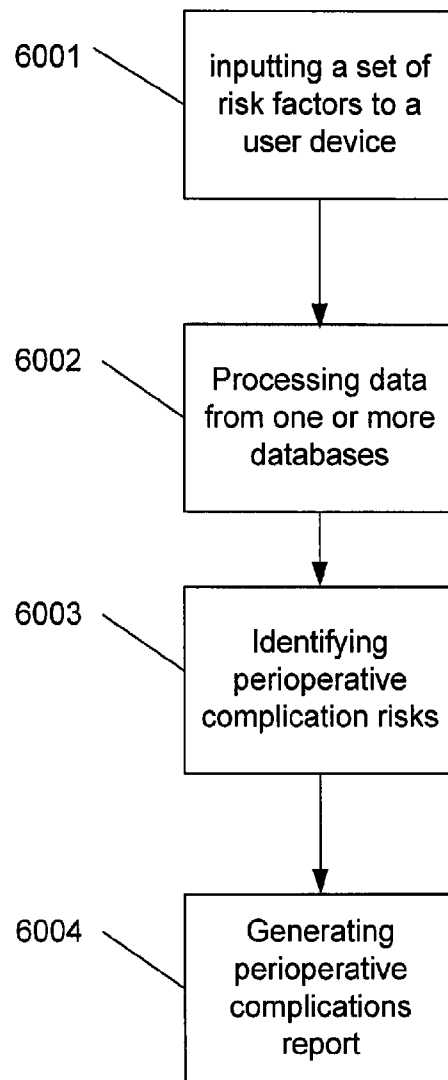 6001
inputting a set of
risk factors to a
user device
6002
Processing data
from one or more
databases
6003
Identifying
perioperative
complication risks
6004
Generating
perioperative
complications
report